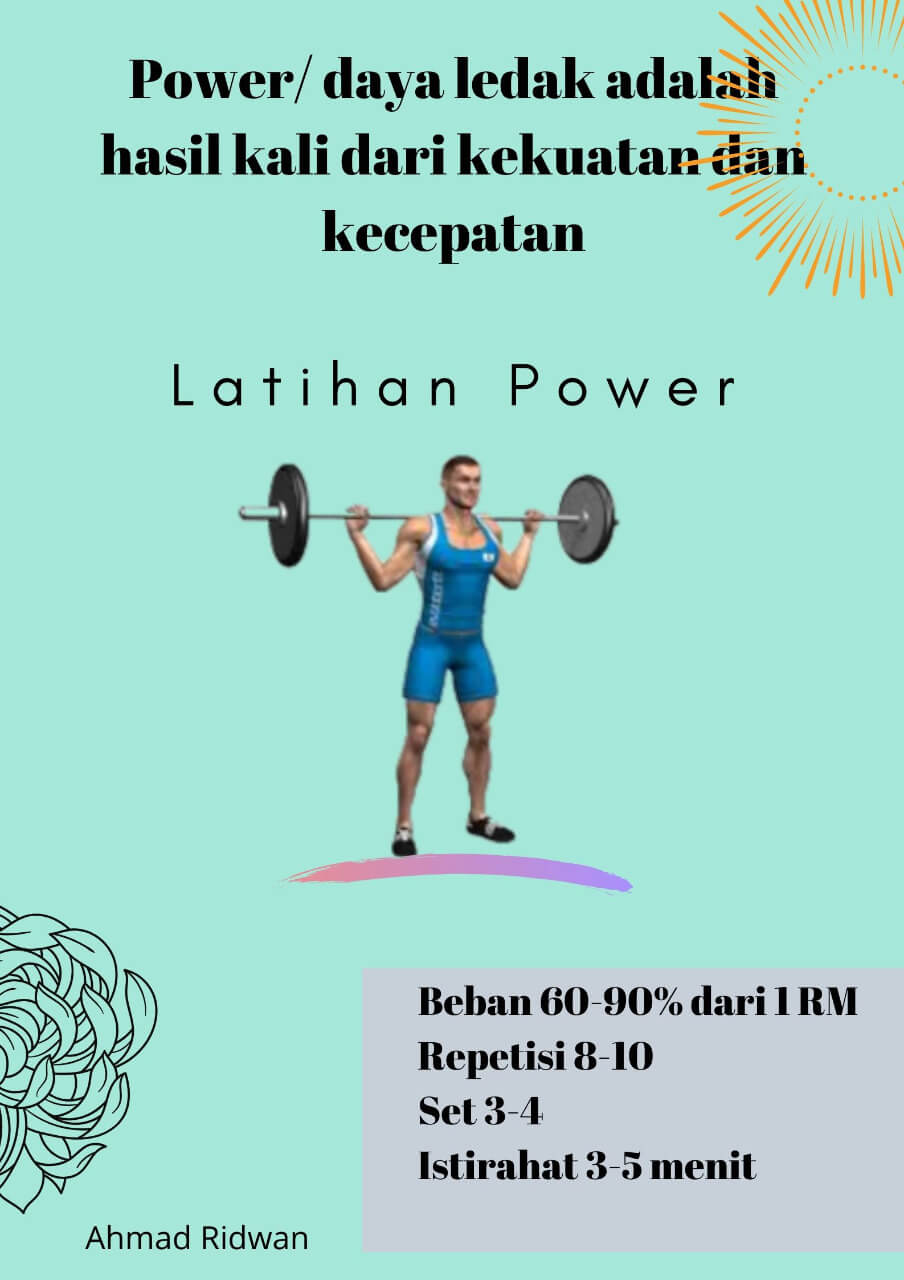 Power/ daya ledak adalah
hasil kali dari kekuatan dan
kecepatan
Latihan Power
Beban 60-90% dari 1 RM
Repetisi 8-10
Set 3-4
Istirahat 3-5 menit
Ahmad Ridwan